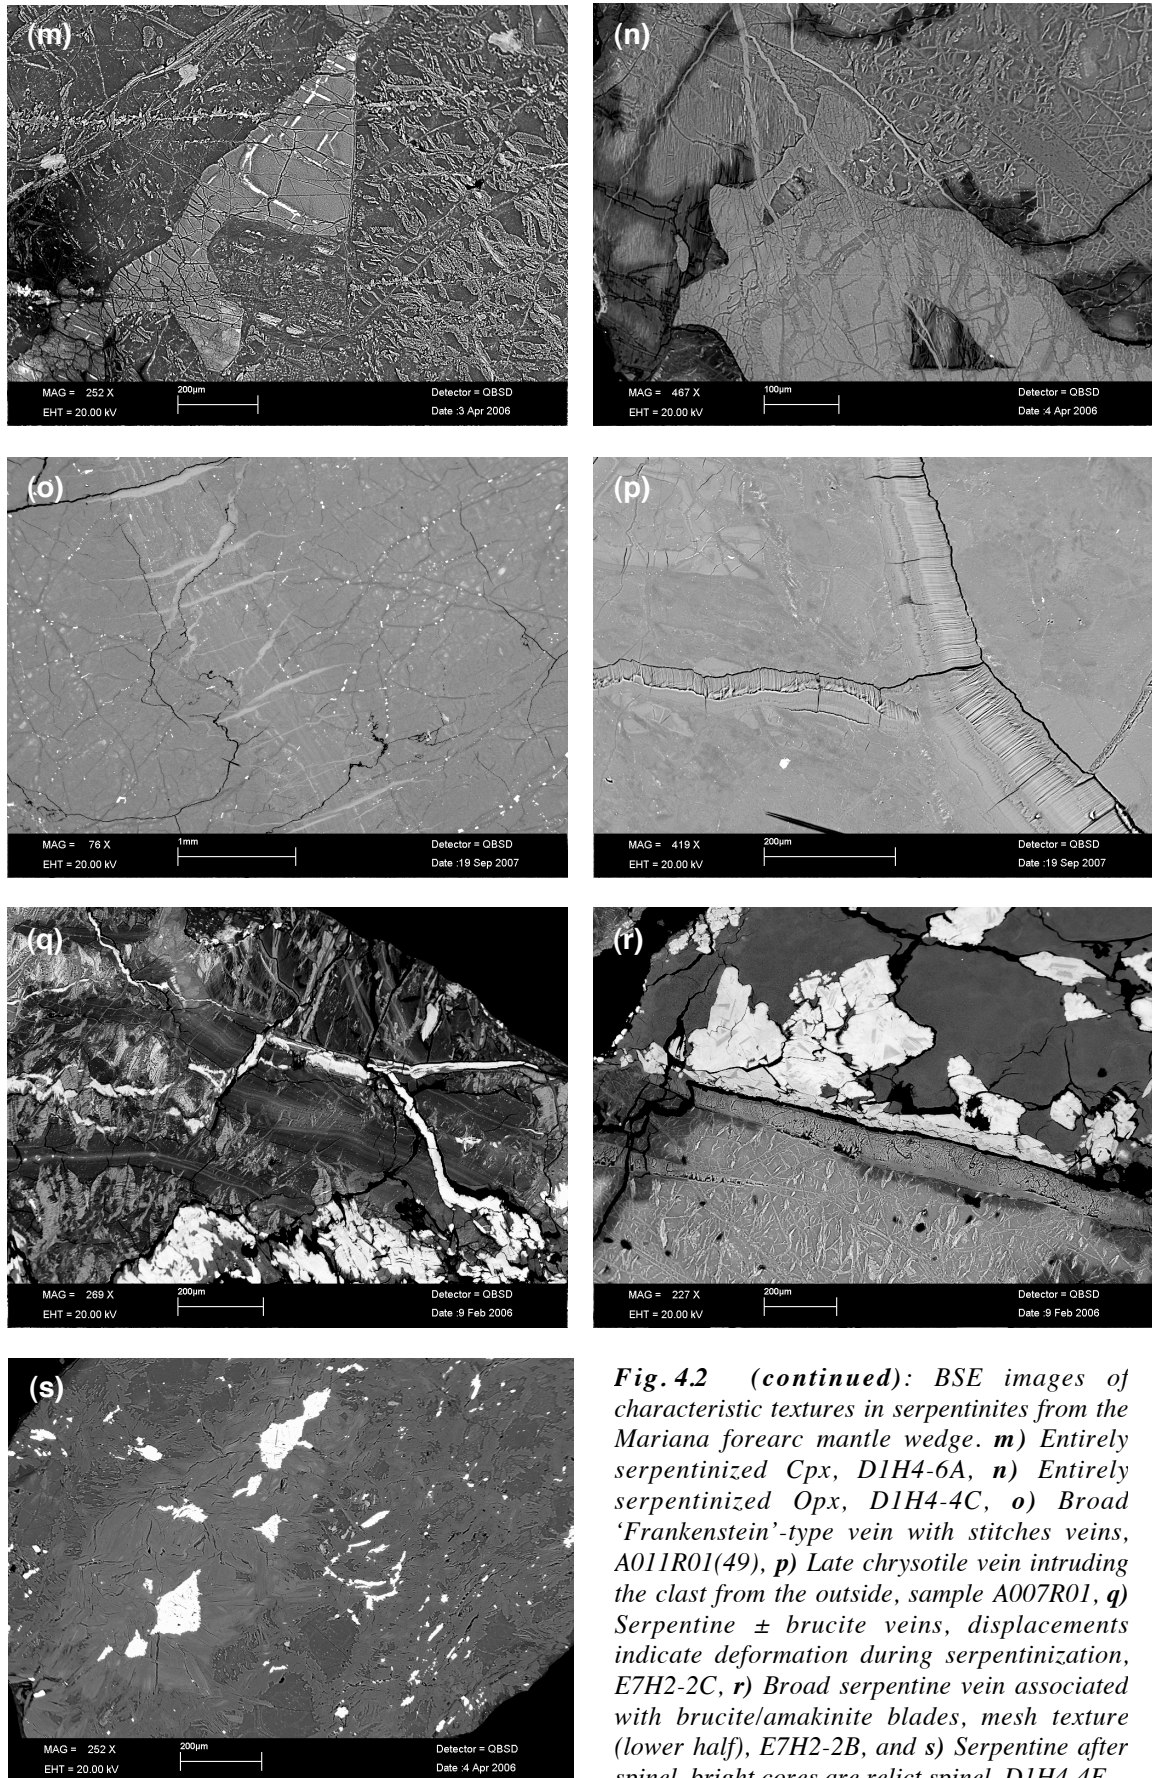 (m)
MAG = 252 X
EHT = 20.00 kV
200µm
Detector = QBSD
Date :3 Apr 2006
(n)
MAG = 467 X
EHT = 20.00 kV
100µm
Detector = QBSD
Date :4 Apr 2006
(o)
MAG = 76 X
EHT = 20.00 kV
1mm
Detector = QBSD
Date :19 Sep 2007
(p)
MAG = 419 X
EHT = 20.00 kV
200µm
Detector = QBSD
Date :19 Sep 2007
(q)
MAG = 269 X
EHT = 20.00 kV
200µm
Detector = QBSD
Date :9 Feb 2006
(r)
MAG = 227 X
EHT = 20.00 kV
200µm
Detector = QBSD
Date :9 Feb 2006
(s)
MAG = 252 X
EHT = 20.00 kV
200µm
Detector = QBSD
Date :4 Apr 2006
Fig. 4.2 (continued): BSE images of
characteristic textures in serpentinites from the
Mariana forearc mantle wedge. m) Entirely
serpentinized Cpx, D1H4-6A, n) Entirely
serpentinized Opx, D1H4-4C, o) Broad
‘Frankenstein’-type vein with stitches veins,
A011R01(49), p) Late chrysotile vein intruding
the clast from the outside, sample A007R01, q)
Serpentine ± brucite veins, displacements
indicate deformation during serpentinization,
E7H2-2C, r) Broad serpentine vein associated
with brucite/amakinite blades, mesh texture
(lower half), E7H2-2B, and s) Serpentine after
spinel, bright cores are relict spinel, D1H4-4E